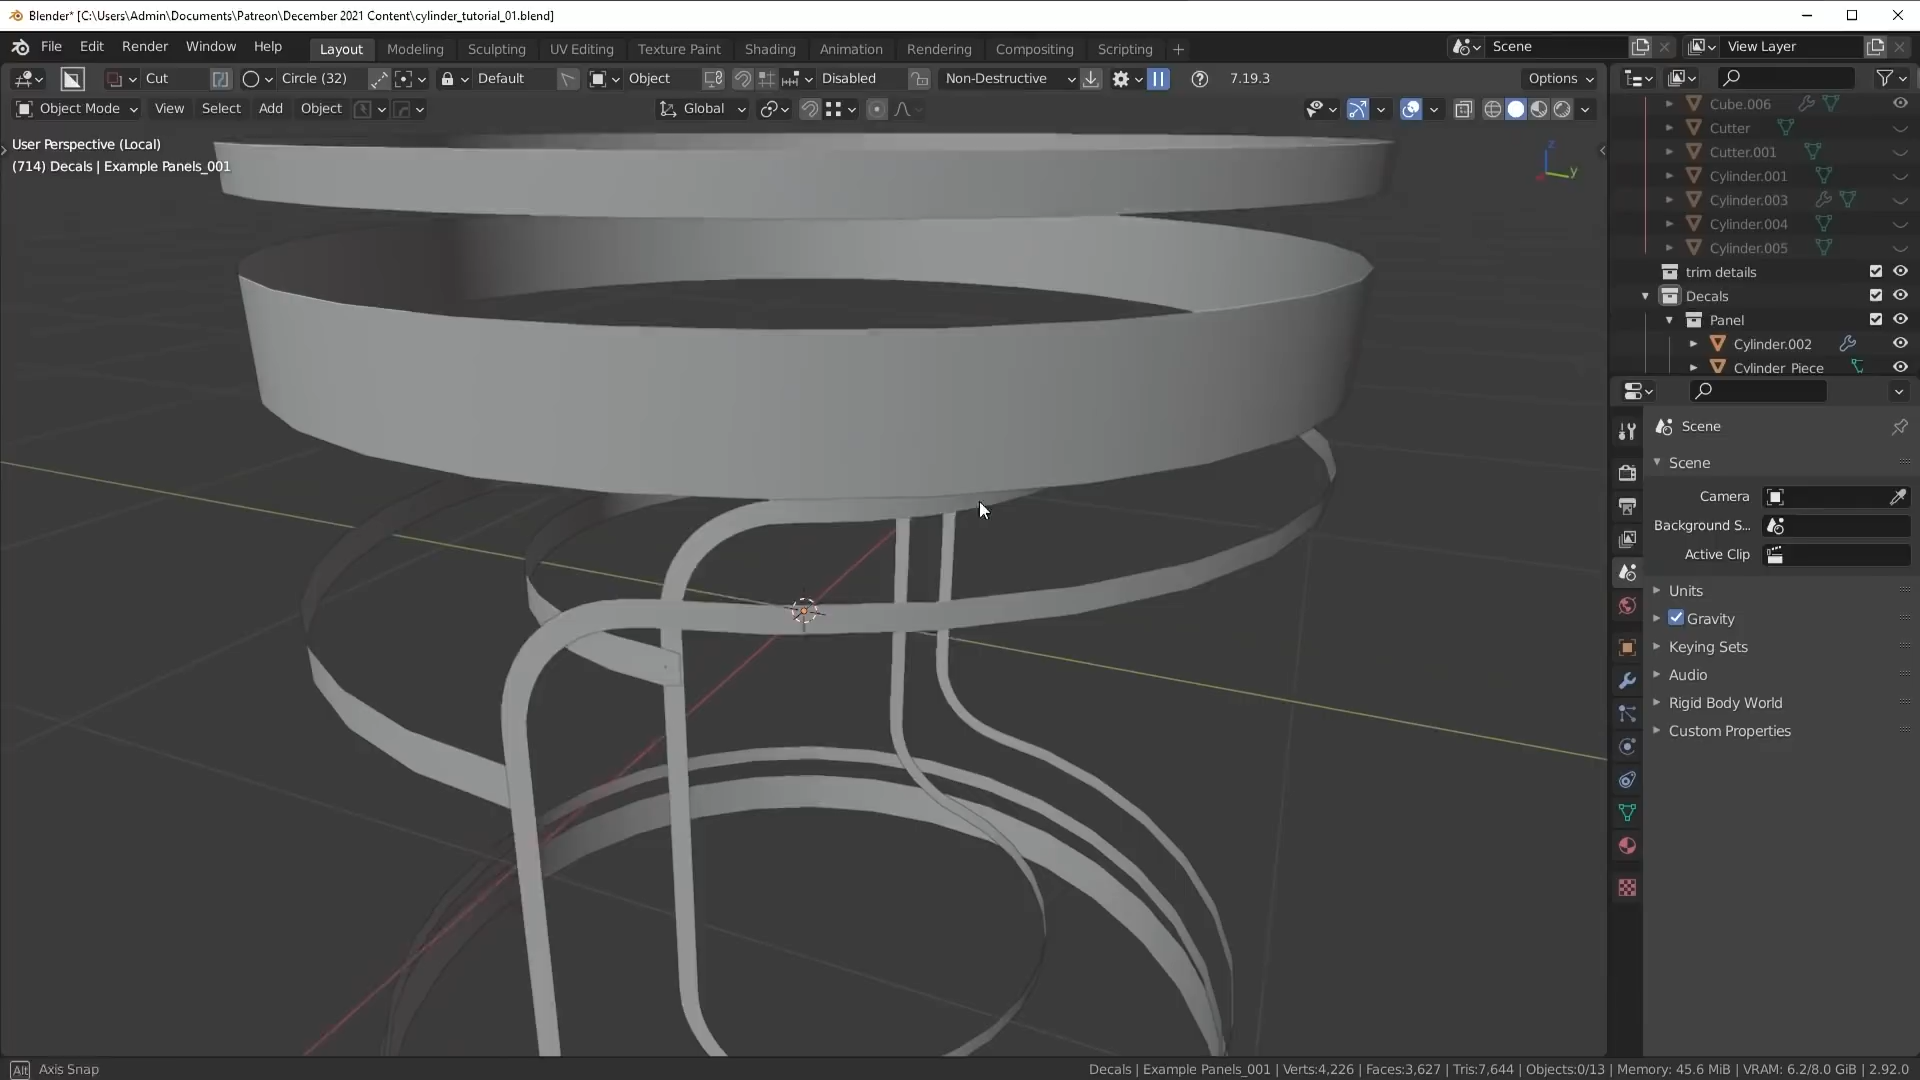 Blender* [C:\Users\Admin\Documents\Patreon\December 2021 Content\cylinder_tutorial_01.blend]
File Edit Render Window Help Layout Modeling Sculpting UV Editing Texture Paint Shading Animation Rendering Compositing Scripting + Scene View Layer
Cut Circle (32) Default Object Disabled Non-Destructive 7.19.3 Options
Object Mode View Select Add Object Global
User Perspective (Local)
(714) Decals | Example Panels_001
z
y
Cube.006
Cutter
Cutter.001
Cylinder.001
Cylinder.003
Cylinder.004
Cylinder.005
trim details
Decals
Panel
Cylinder.002
Cylinder Piece
Scene
Scene
Camera
Background S...
Active Clip
Units
Gravity
Keying Sets
Audio
Rigid Body World
Custom Properties
Alt Axis Snap
Decals | Example Panels_001 | Verts:4,226 | Faces:3,627 | Tris:7,644 | Objects:0/13 | Memory: 45.6 MiB | VRAM: 6.2/8.0 GiB | 2.92.0